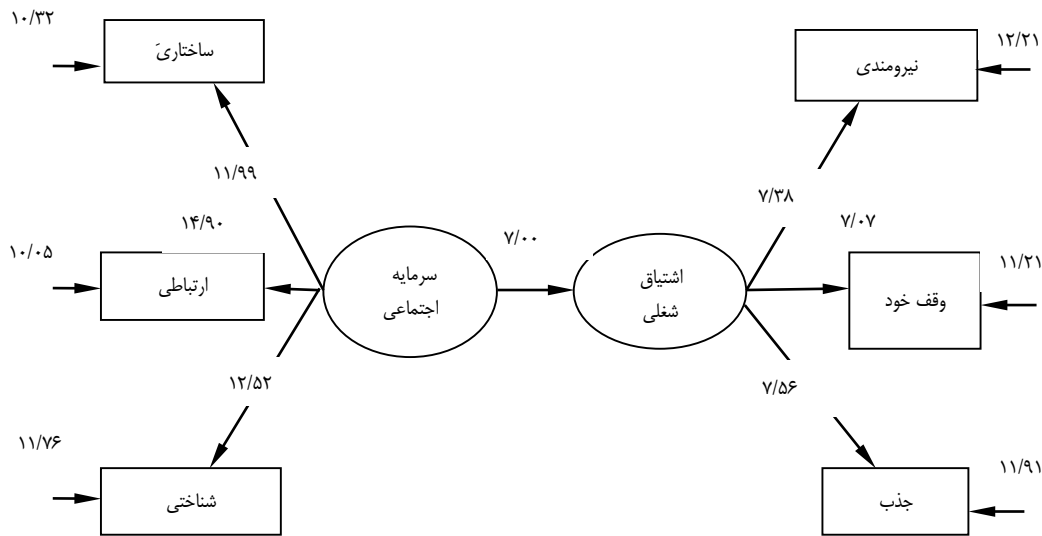 ۱۰/۳۲
ساختاریَ
نیرومندی
۱۲/۲۱
۱۱/۹۹
۷/۳۸
۱۴/۹۰
۷/۰۰
۷/۰۷
۱۰/۰۵
ارتباطی
سرمایه
اجتماعی
اشتیاق
شغلی
وقف خود
۱۱/۲۱
۱۲/۵۲
۷/۵۶
۱۱/۷۶
شناختی
جذب
۱۱/۹۱